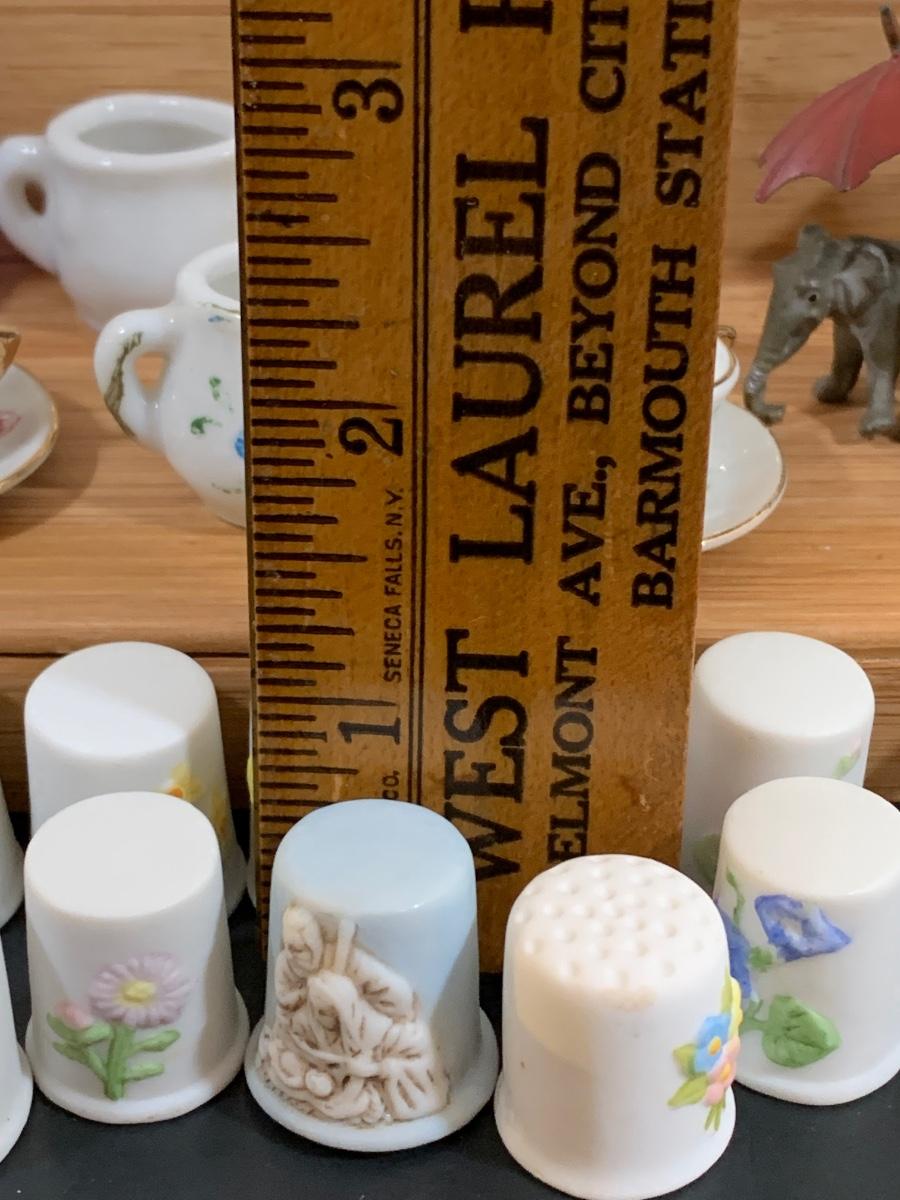 1 2 3
CO. SENECA FALLS. N.Y.
WEST LAUREL
ELMONT AVE., BEYOND CIT
BARMOUTH STATI